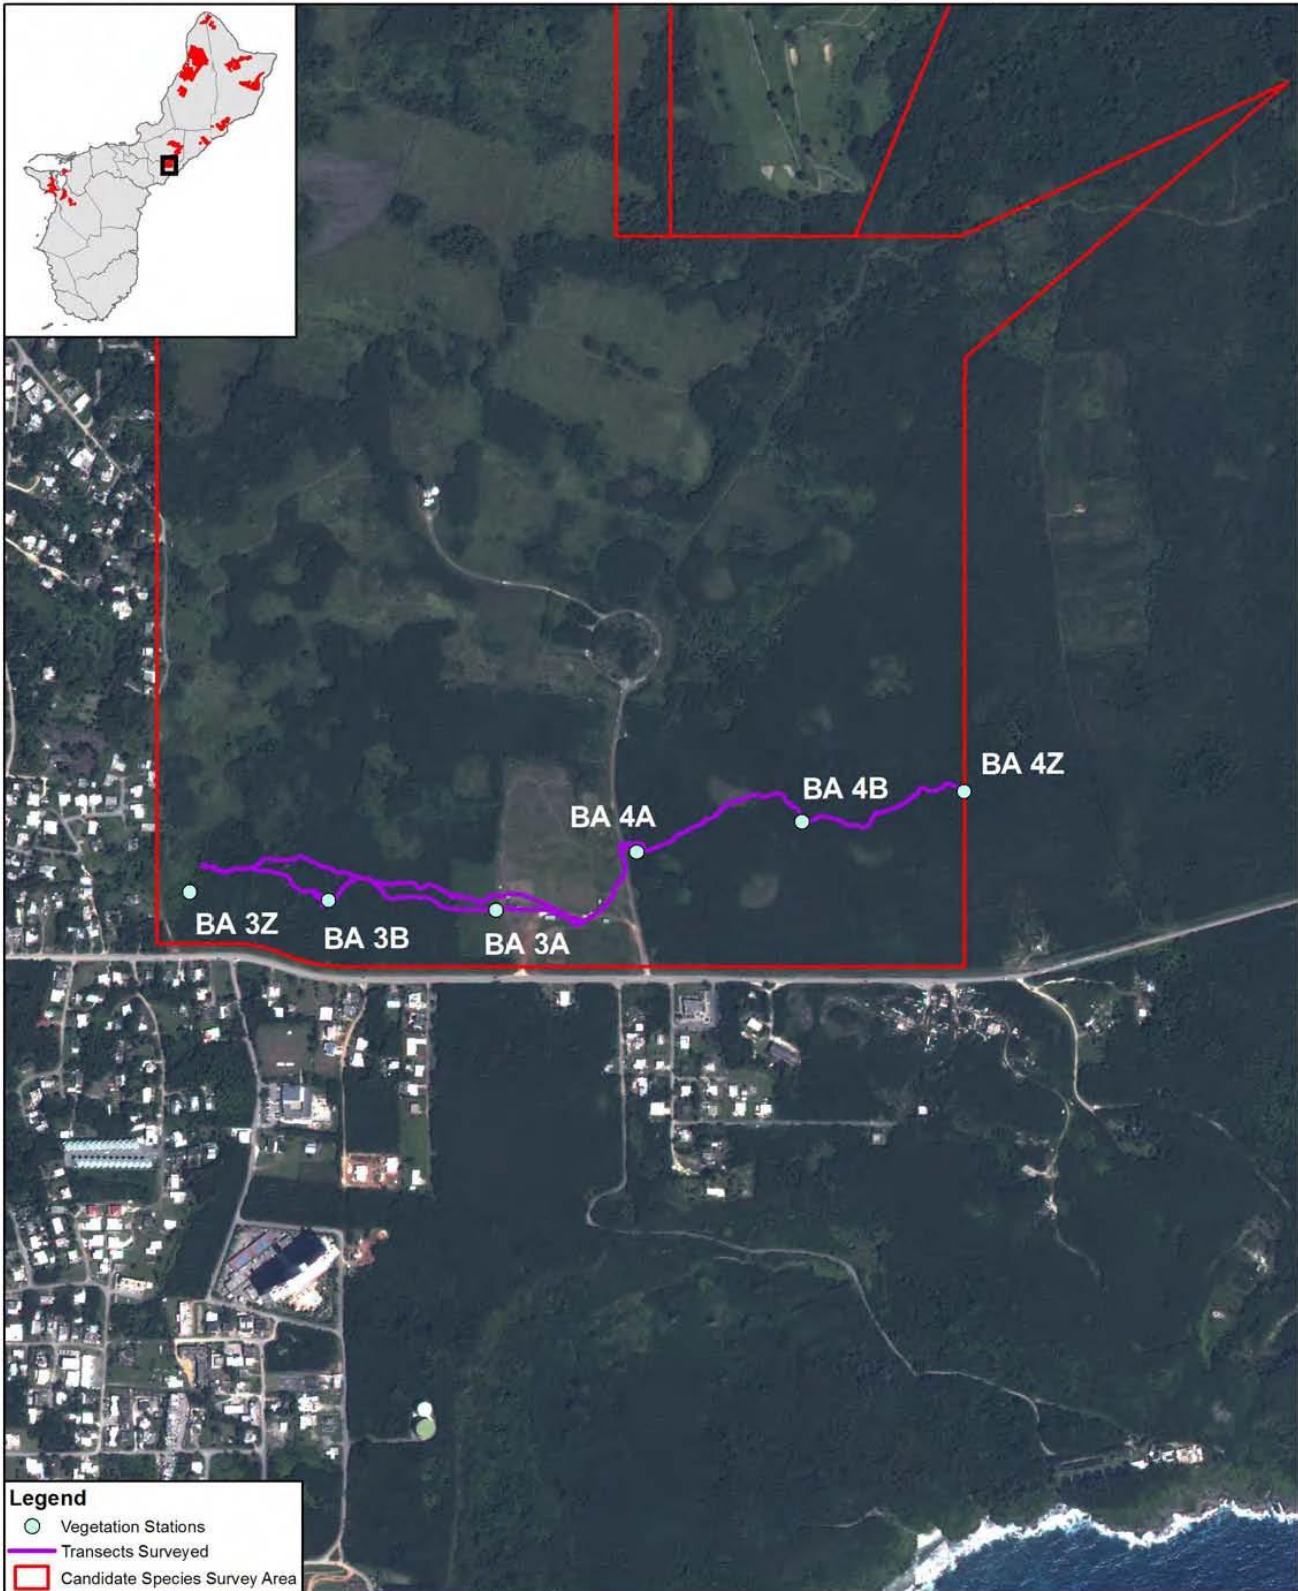 BA 4Z
BA 4B
BA 4A
BA 3Z
BA 3B
BA 3A
Legend
Vegetation Stations
Transects Surveyed
Candidate Species Survey Area